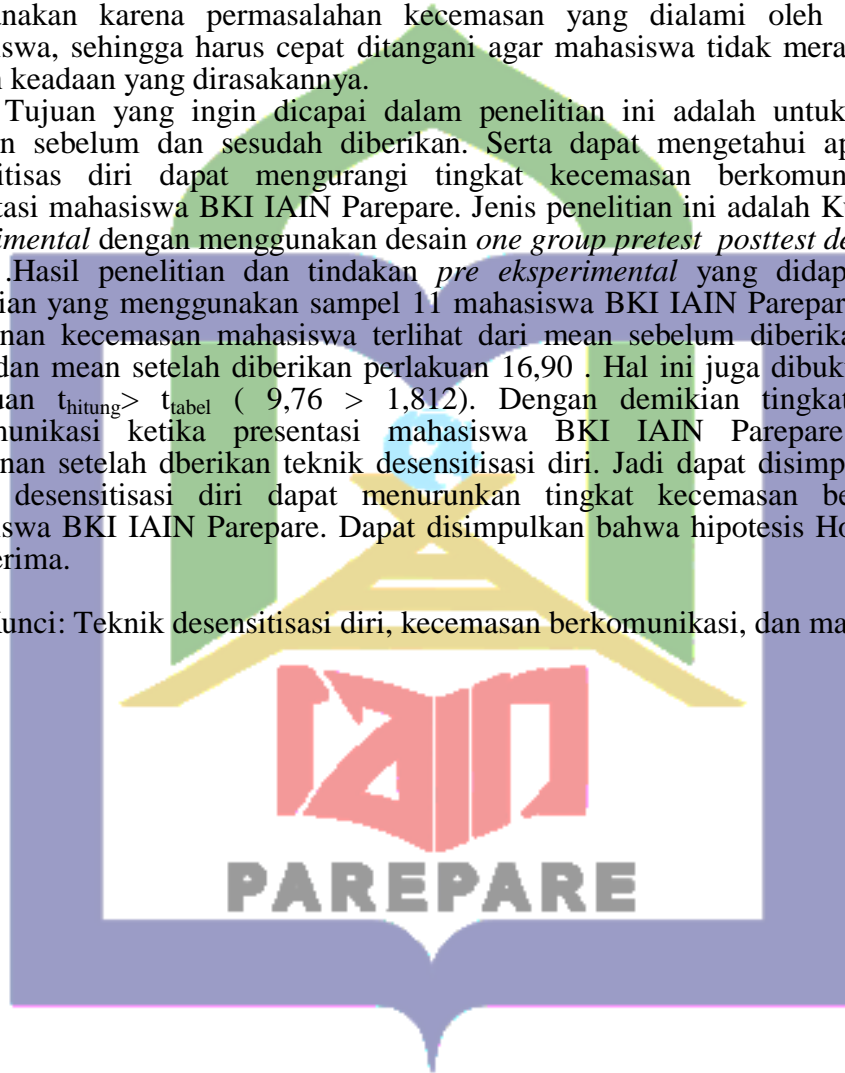 unakan karena permasalahan kecemasan yang dialami oleh
iswa, sehingga harus cepat ditangani agar mahasiswa tidak mera
n keadaan yang dirasakannya.
Tujuan yang ingin dicapai dalam penelitian ini adalah untuk
n sebelum dan sesudah diberikan. Serta dapat mengetahui ap
itisas diri dapat mengurangi tingkat kecemasan berkomun
tasi mahasiswa BKI IAIN Parepare. Jenis penelitian ini adalah K
rimental dengan menggunakan desain one group pretest posttest de
.Hasil penelitian dan tindakan pre eksperimental yang didap
ian yang menggunakan sampel 11 mahasiswa BKI IAIN Parepar
nan kecemasan mahasiswa terlihat dari mean sebelum diberika
dan mean setelah diberikan perlakuan 16,90 . Hal ini juga dibuk
uan thitung> ttabel ( 9,76 > 1,812). Dengan demikian tingkat
munikasi ketika presentasi mahasiswa BKI IAIN Parepare
nan setelah dberikan teknik desensitisasi diri. Jadi dapat disimp
desensitisasi diri dapat menurunkan tingkat kecemasan be
iswa BKI IAIN Parepare. Dapat disimpulkan bahwa hipotesis Ho
erima.
unci: Teknik desensitisasi diri, kecemasan berkomunikasi, dan ma
IAIN
PAREPARE